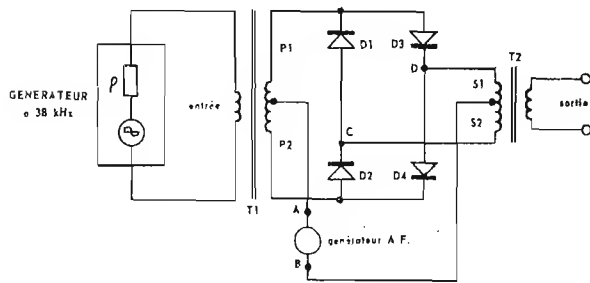 GENERATEUR
a 38 kHz
ρ
entrée
P1
P2
T1
D1
D3
D
C
D2
D4
A
générateur A F.
B
T2
S1
S2
sortie